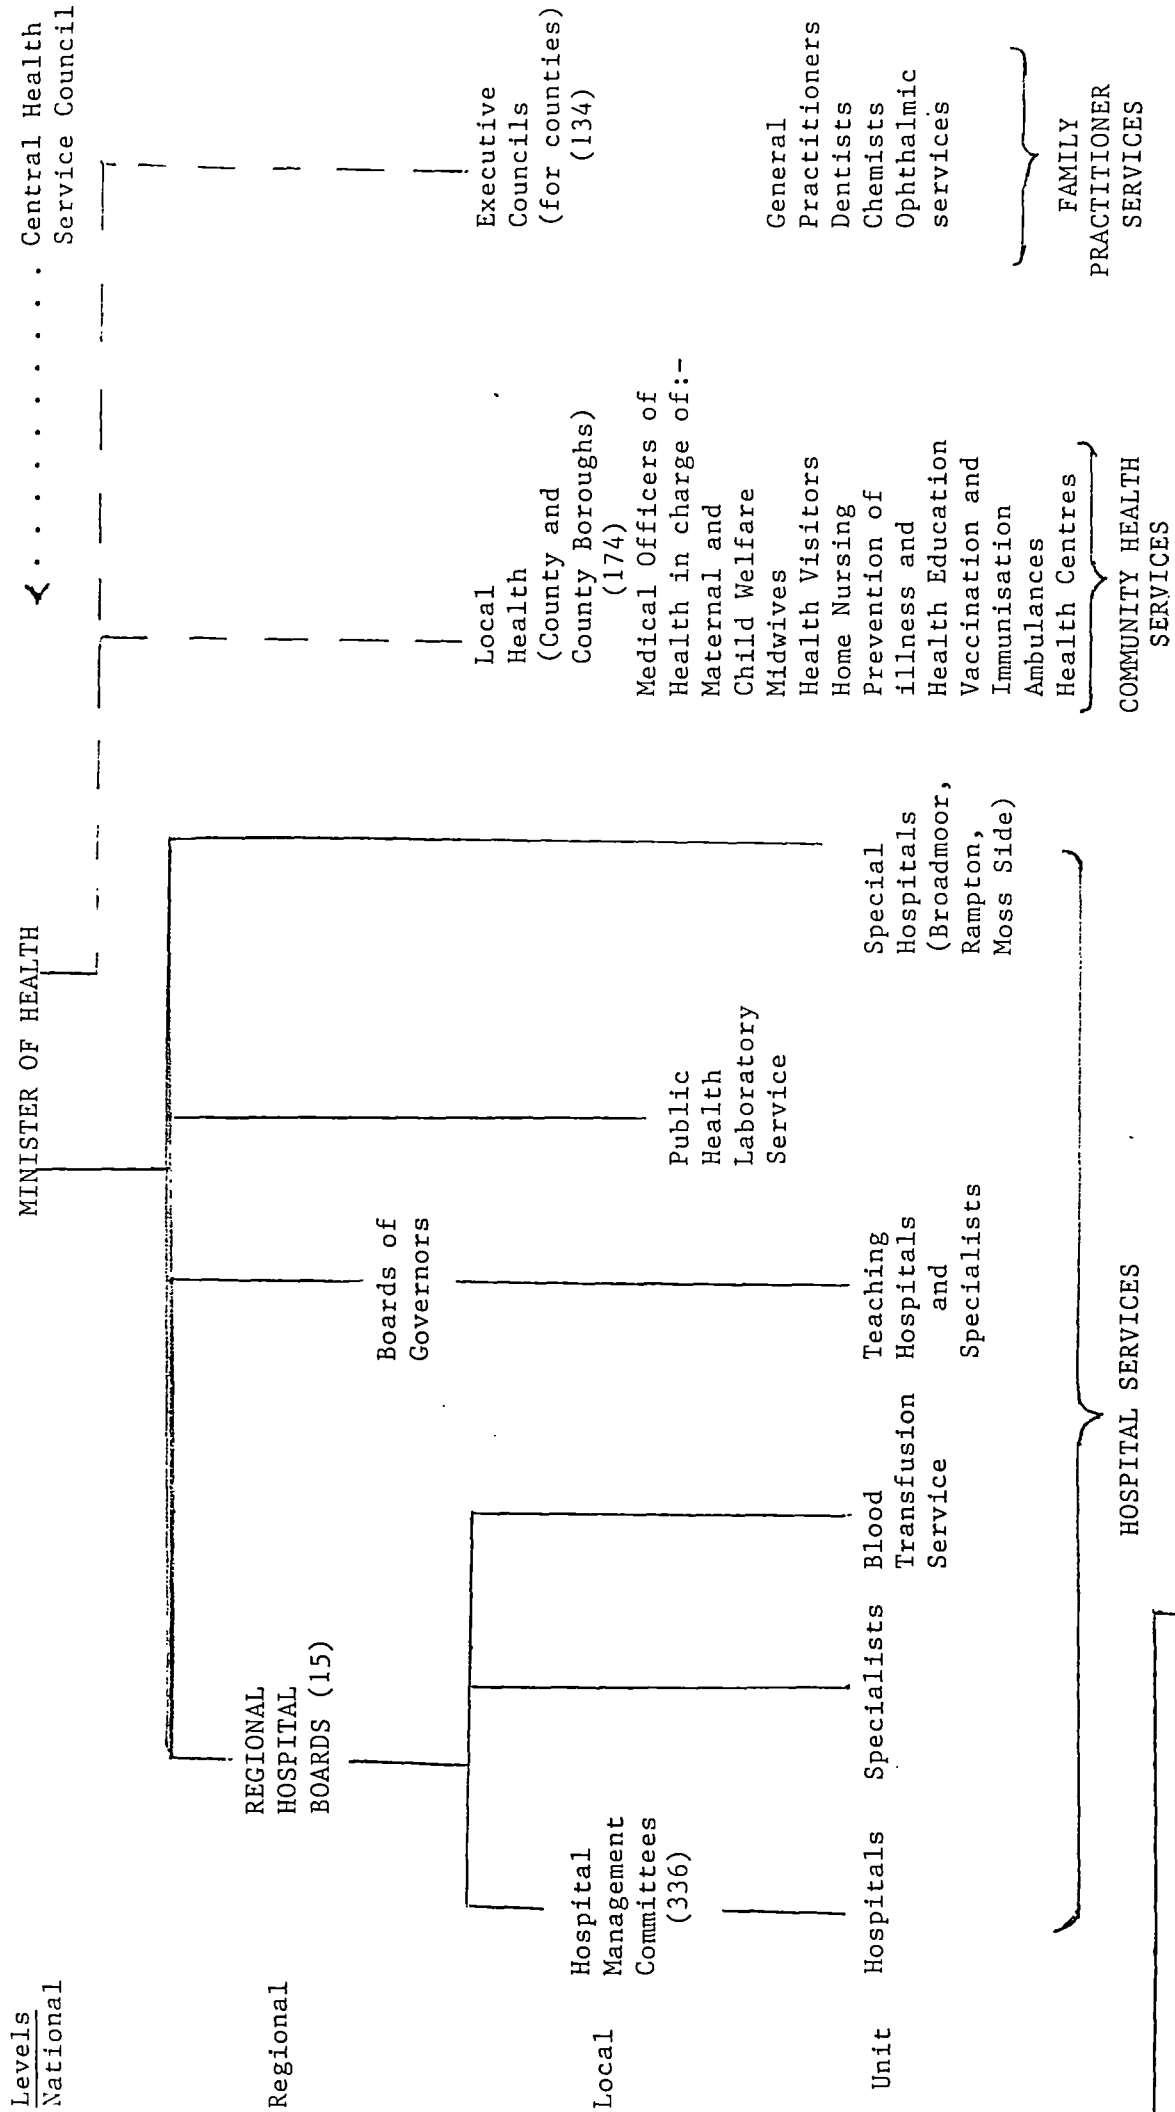 Levels
National
MINISTER OF HEALTH
Central Health
Service Council
Regional
REGIONAL
HOSPITAL
BOARDS (15)
Boards of
Governors
Local
Hospital
Management
Committees
(336)
Public
Health
Laboratory
Service
Local
Health
(County and
County Boroughs)
(174)
Medical Officers of
Health in charge of:-
Maternal and
Child Welfare
Midwives
Health Visitors
Home Nursing
Prevention of
illness and
Health Education
Vaccination and
Immunisation
Ambulances
Health Centres
Executive
Councils
(for counties)
(134)
General
Practitioners
Dentists
Chemists
Ophthalmic
services
Unit
Hospitals
Specialists
Blood
Transfusion
Service
Teaching
Hospitals
and
Specialists
Special
Hospitals
(Broadmoor,
Rampton,
Moss Side)
HOSPITAL SERVICES
COMMUNITY HEALTH
SERVICES
FAMILY
PRACTITIONER
SERVICES